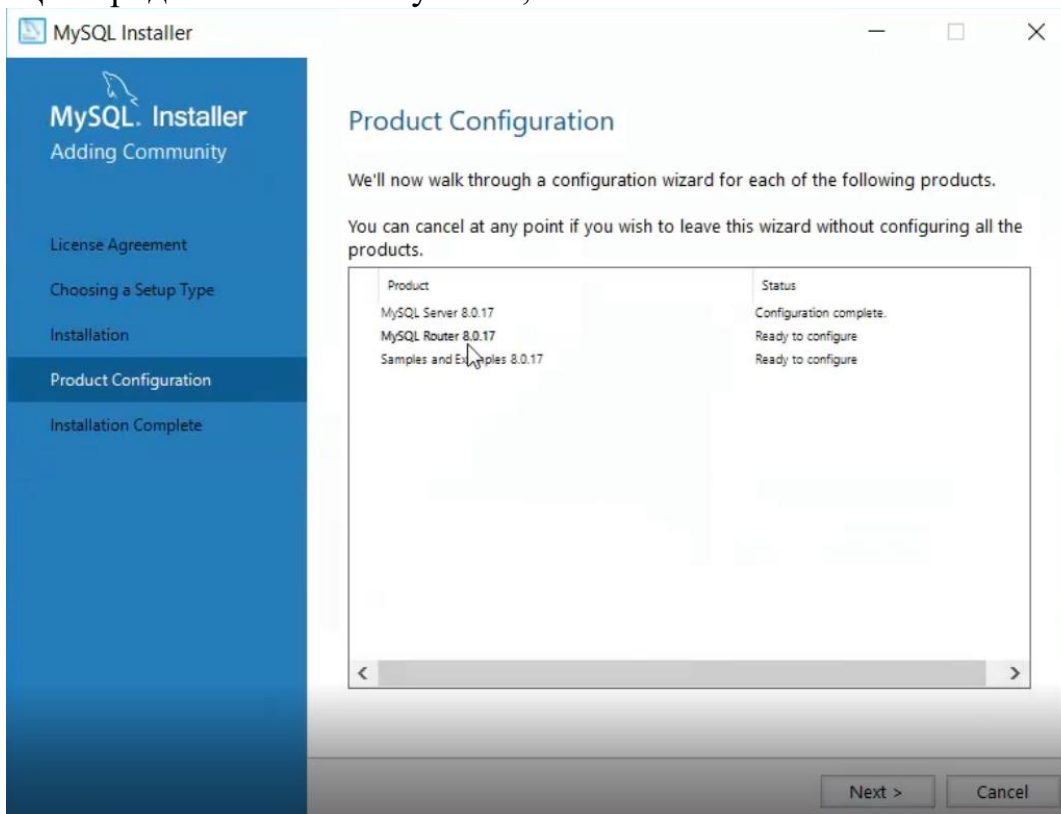 MySQL Installer
MySQL. Installer
Adding Community
License Agreement
Choosing a Setup Type
Installation
Product Configuration
Installation Complete
Product Configuration
We'll now walk through a configuration wizard for each of the following products.
You can cancel at any point if you wish to leave this wizard without configuring all the
products.
Product Status
MySQL Server 8.0.17 Configuration complete.
MySQL Router 8.0.17 Ready to configure
Samples and Examples 8.0.17 Ready to configure
Next > Cancel